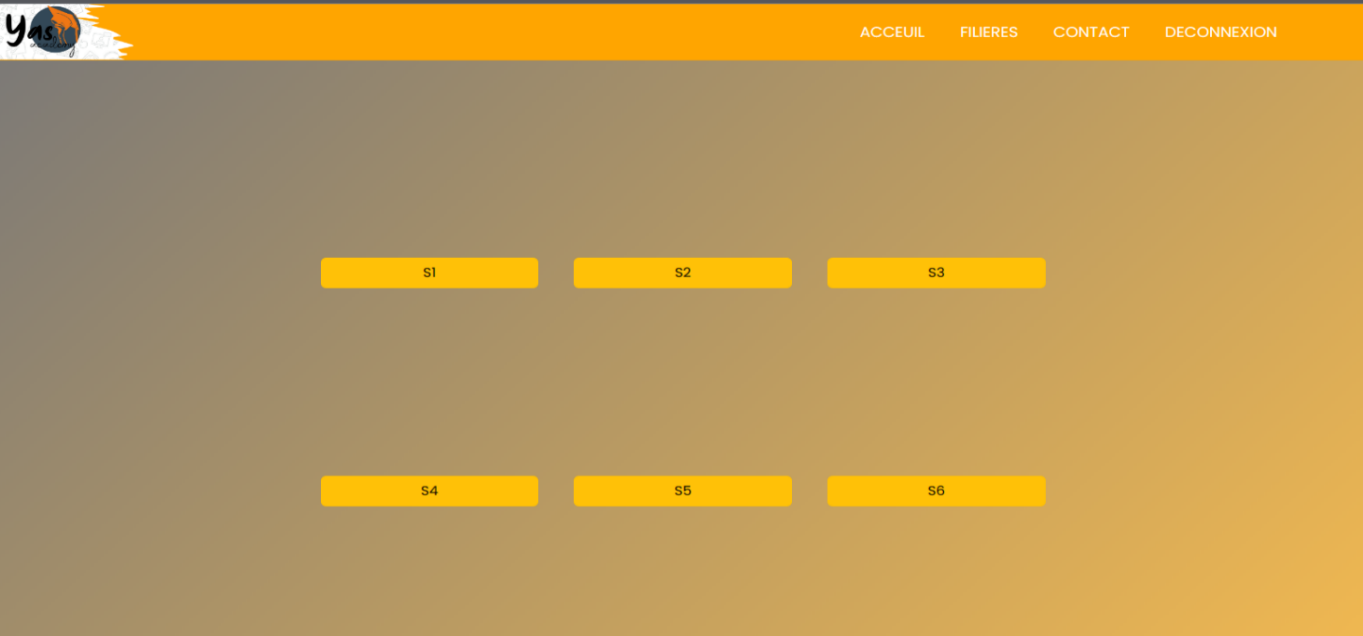 Yas
ACCEUIL FILIERES CONTACT DECONNEXION
S1 S2 S3
S4 S5 S6